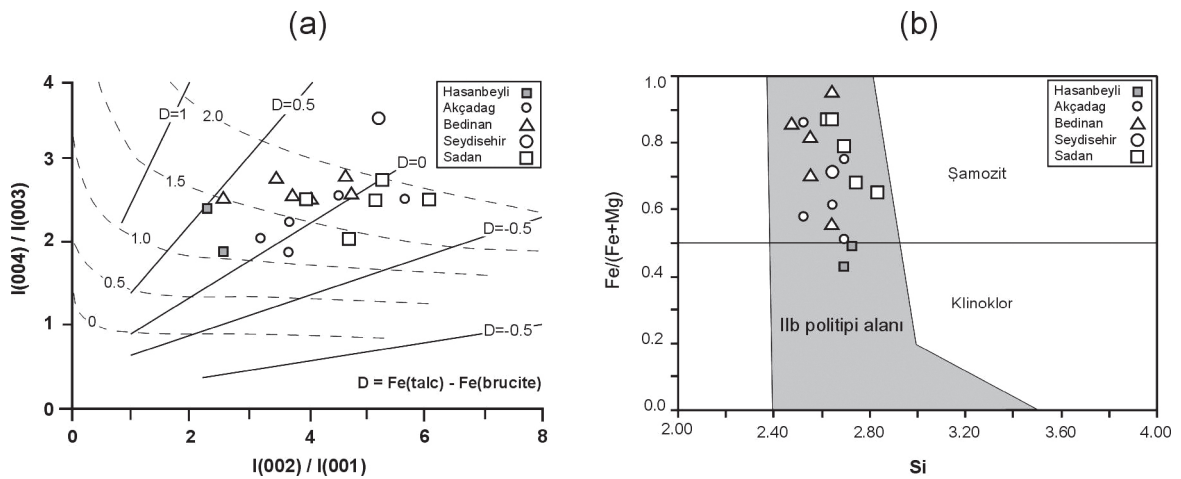 (a)
I(004) / I(003)
4
3
2
1
0
0
2
4
6
8
I(002) / I(001)
D=1
D=0.5
D=0
D=-0.5
D=-0.5
2.0
1.5
1.0
0.5
0
D = Fe(talc) - Fe(brucite)
Hasanbeyli
Akçadag
Bedinan
Seydisehir
Sadan
(b)
Fe/(Fe+Mg)
1.0
0.8
0.6
0.4
0.2
0.0
2.00
2.40
2.80
3.20
3.60
4.00
Si
Hasanbeyli
Akçadag
Bedinan
Seydisehir
Sadan
Şamozit
Klinoklor
IIb politipi alanı